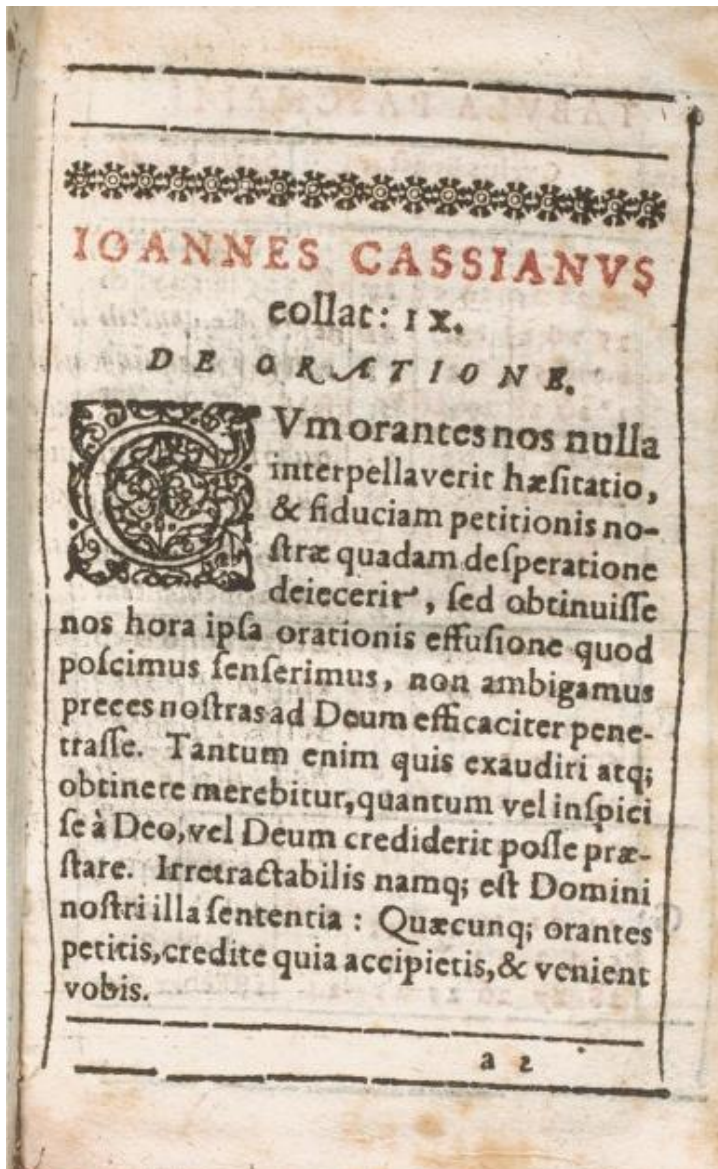 IOANNES CASSIANVS
collat: IX.
DE ORATIONE.
CVm orantes nos nulla
interpellaverit hæsitatio,
& fiduciam petitionis no-
stræ quadam desperatione
deiecerit, sed obtinuisse
nos hora ipsa orationis effusione quod
poscimus senserimus, non ambigamus
preces nostras ad Deum efficaciter pene-
trasse. Tantum enim quis exaudiri atq;
obtinere merebitur, quantum vel inspici
se à Deo, vel Deum crediderit posse præ-
stare. Irretractabilis namq; est Domini
nostri illa sententia : Quæcunq; orantes
petitis, credite quia accipietis, & venient
vobis.
a 2